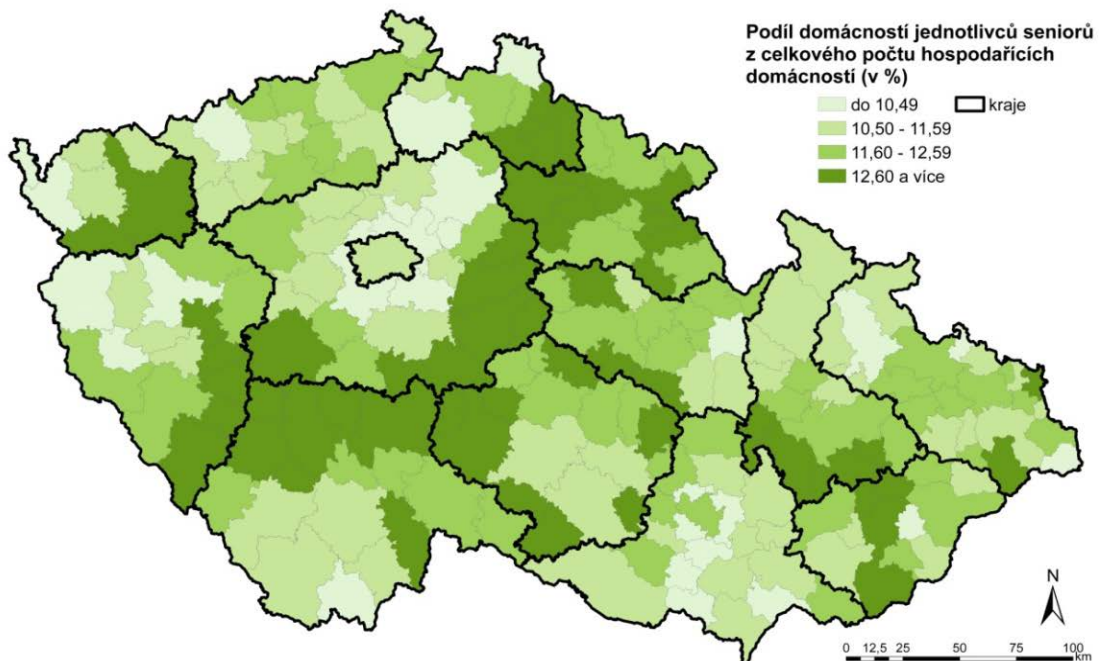 Podíl domácností jednotlivců seniorů
z celkového počtu hospodařících
domácností (v %)
do 10,49 kraje
10,50 - 11,59
11,60 - 12,59
12,60 a více
N
0 12,5 25 50 75 100
km